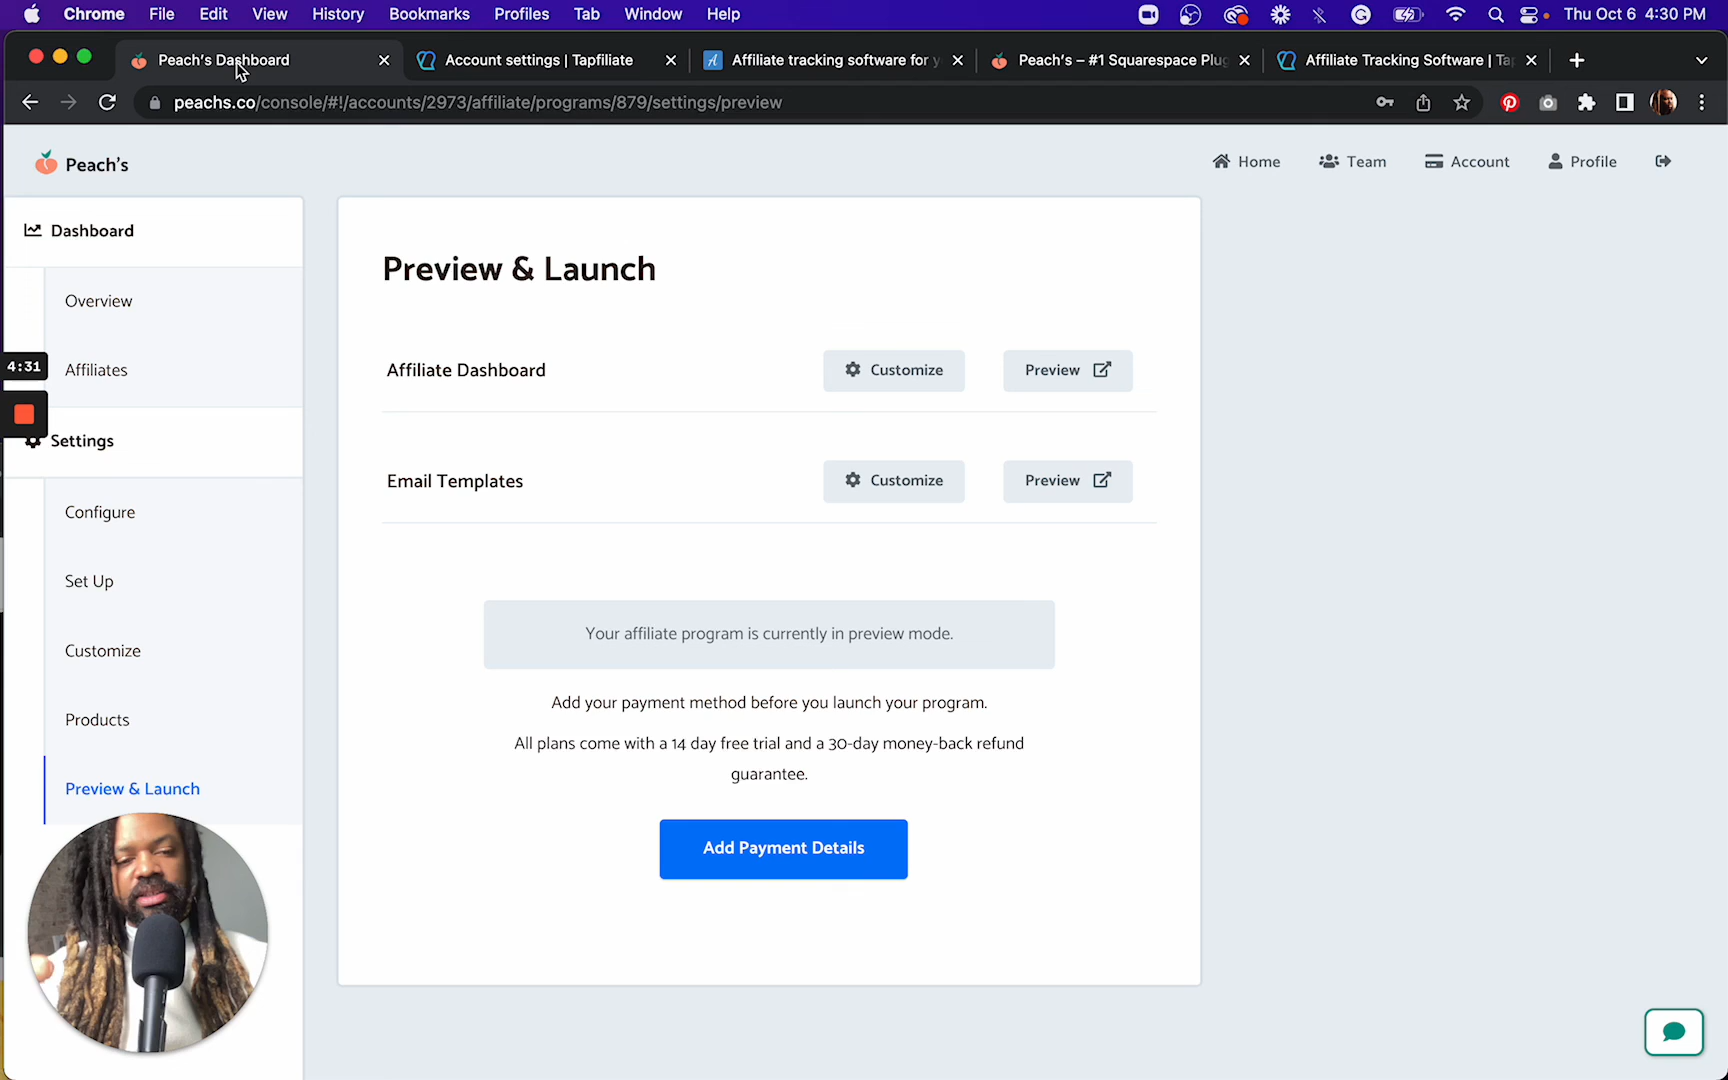 Chrome File Edit View History Bookmarks Profiles Tab Window Help Thu Oct 6 4:30 PM
Peach's Dashboard
Account settings | Tapfiliate
Affiliate tracking software for
Peach's – #1 Squarespace Plu
Affiliate Tracking Software | Ta
peachs.co/console/#!/accounts/2973/affiliate/programs/879/settings/preview
Peach's
Home Team Account Profile
Dashboard
Overview
Affiliates
4:31
Settings
Configure
Set Up
Customize
Products
Preview & Launch
Preview & Launch
Affiliate Dashboard Customize Preview
Email Templates Customize Preview
Your affiliate program is currently in preview mode.
Add your payment method before you launch your program.
All plans come with a 14 day free trial and a 30-day money-back refund
guarantee.
Add Payment Details